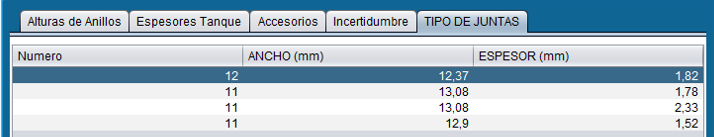 Alturas de Anillos Espesores Tanque Accesorios Incertidumbre TIPO DE JUNTAS
Numero ANCHO (mm) ESPESOR (mm)
12 12,37 1,82
11 13,08 1,78
11 13,08 2,33
11 12,9 1,52